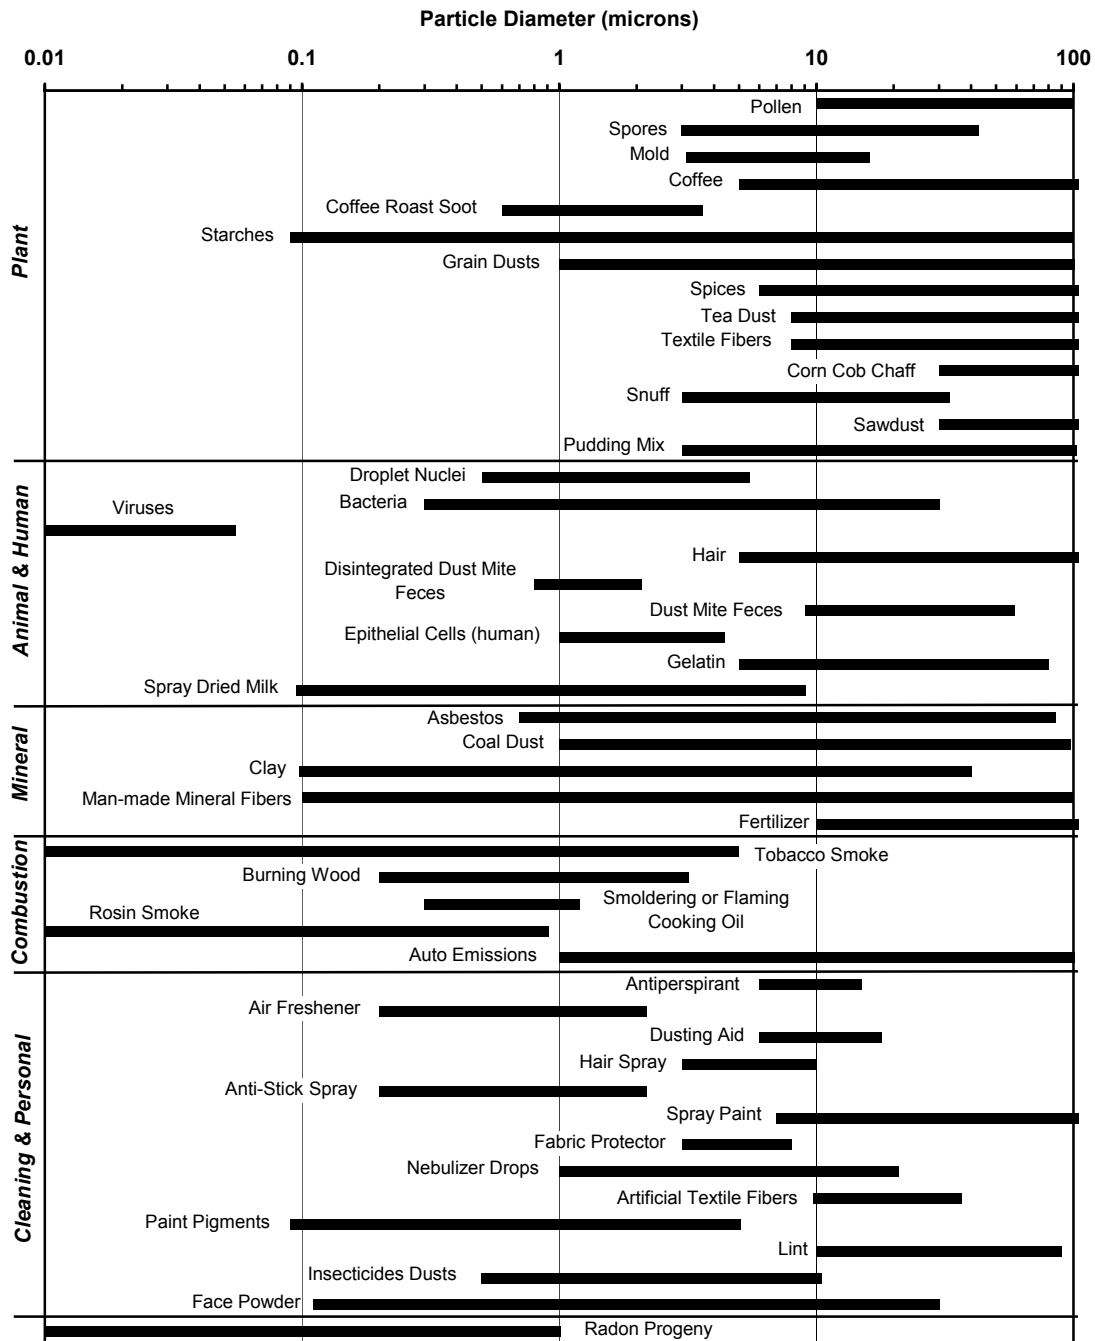 Particle Diameter (microns)
0.01 0.1 1 10 100
Plant
Pollen
Spores
Mold
Coffee
Coffee Roast Soot
Starches
Grain Dusts
Spices
Tea Dust
Textile Fibers
Corn Cob Chaff
Snuff
Sawdust
Pudding Mix
Animal & Human
Droplet Nuclei
Bacteria
Viruses
Hair
Disintegrated Dust Mite
Feces
Dust Mite Feces
Epithelial Cells (human)
Gelatin
Spray Dried Milk
Mineral
Asbestos
Coal Dust
Clay
Man-made Mineral Fibers
Fertilizer
Combustion
Tobacco Smoke
Burning Wood
Smoldering or Flaming
Cooking Oil
Rosin Smoke
Auto Emissions
Cleaning & Personal
Antiperspirant
Air Freshener
Dusting Aid
Hair Spray
Anti-Stick Spray
Spray Paint
Fabric Protector
Nebulizer Drops
Artificial Textile Fibers
Paint Pigments
Lint
Insecticides Dusts
Face Powder
Radon Progeny